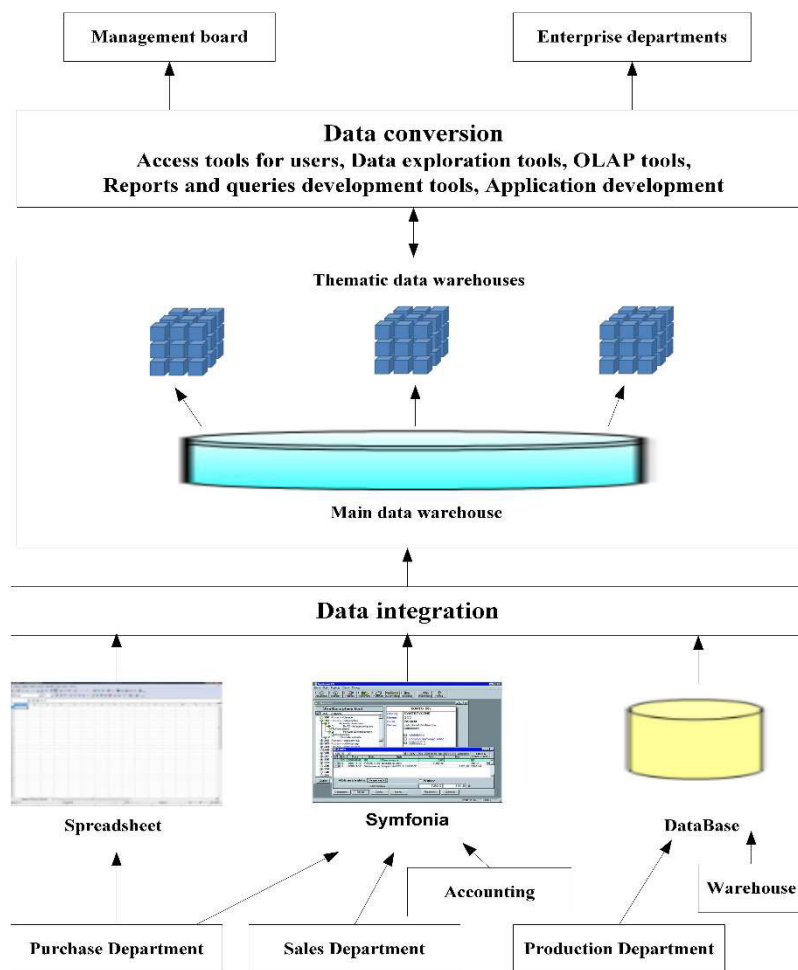 Management board
Enterprise departments
Data conversion
Access tools for users, Data exploration tools, OLAP tools,
Reports and queries development tools, Application development
Thematic data warehouses
Main data warehouse
Data integration
Spreadsheet
Symfonia
DataBase
Accounting
Warehouse
Purchase Department
Sales Department
Production Department